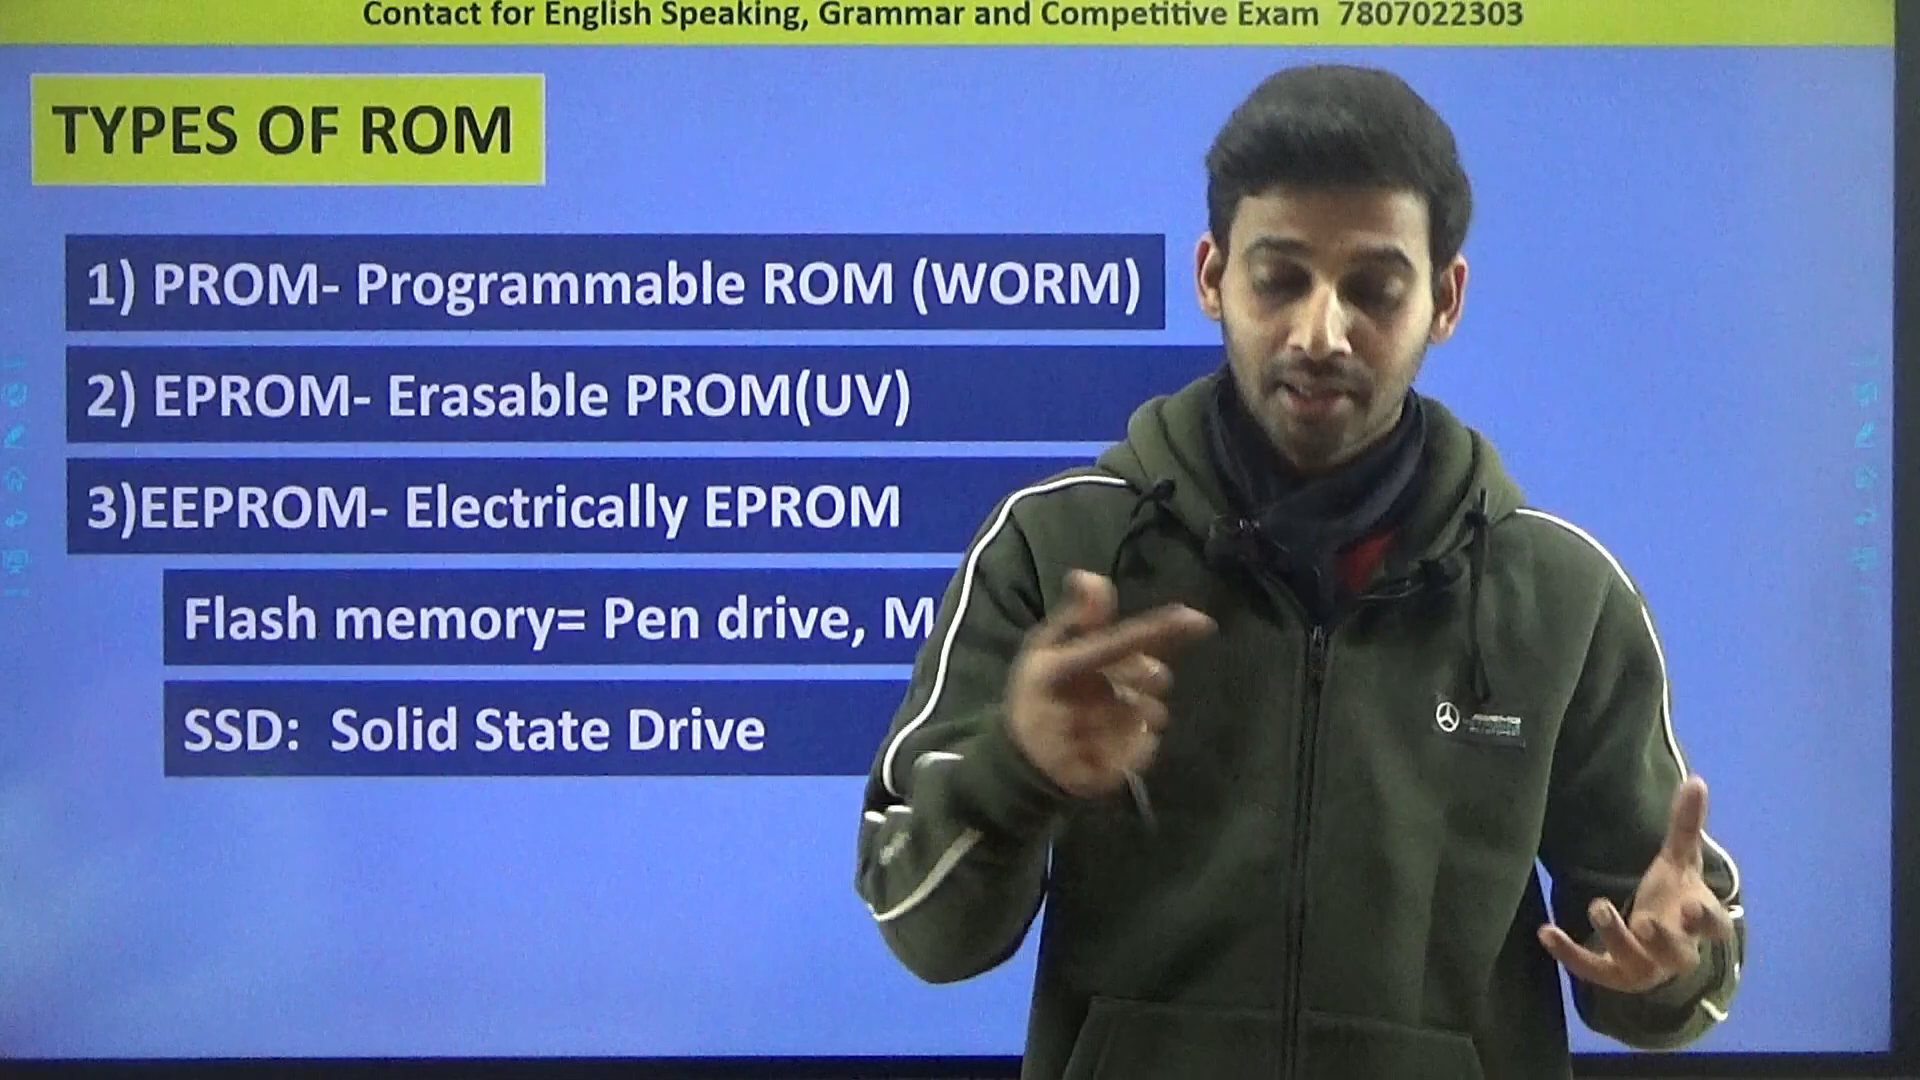 Contact for English Speaking, Grammar and Competitive Exam 7807022303
TYPES OF ROM
1) PROM- Programmable ROM (WORM)
2) EPROM- Erasable PROM(UV)
3)EEPROM- Electrically EPROM
Flash memory= Pen drive, M
SSD: Solid State Drive